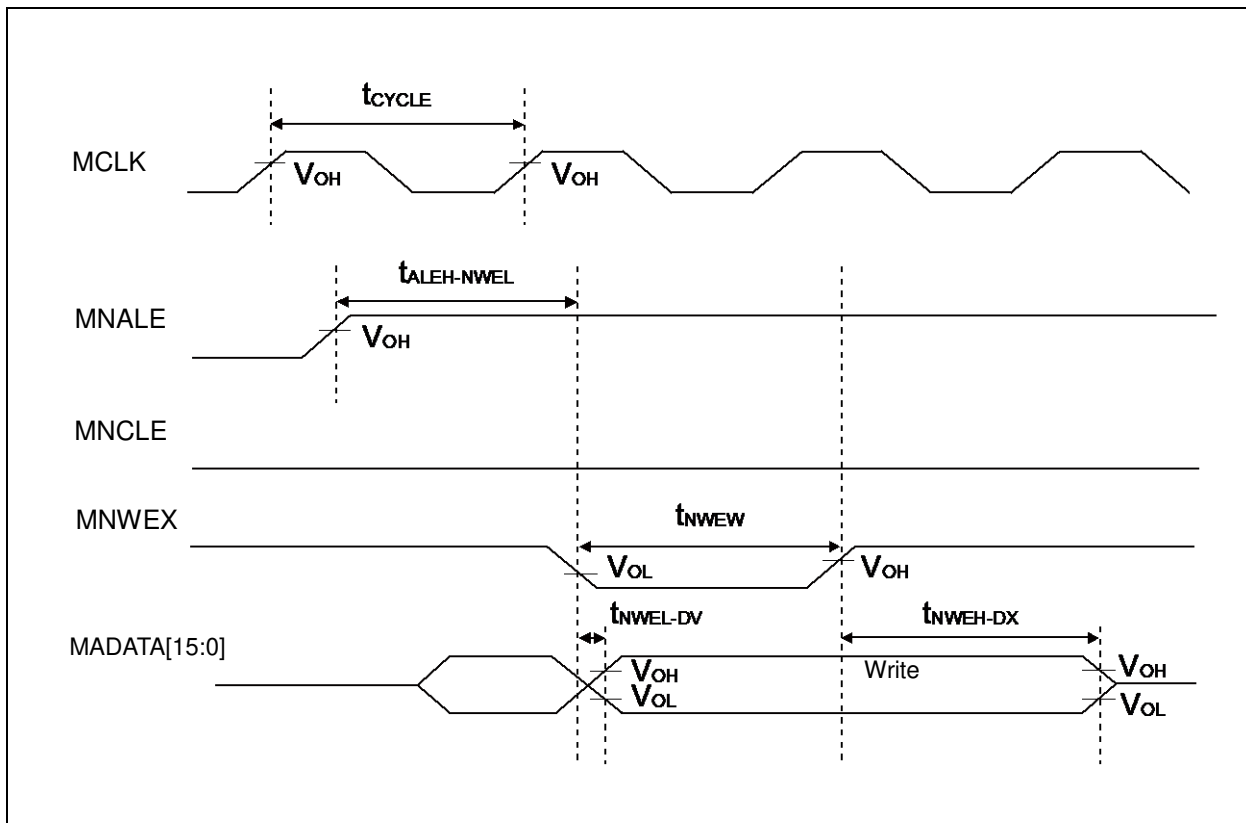 tCYCLE
MCLK
VOH
VOH
tALEH-NWEL
MNALE
VOH
MNCLE
MNWEX
tNWEW
VOL
VOH
tNWEL-DV
tNWEH-DX
MADATA[15:0]
VOH
Write
VOH
VOL
VOL